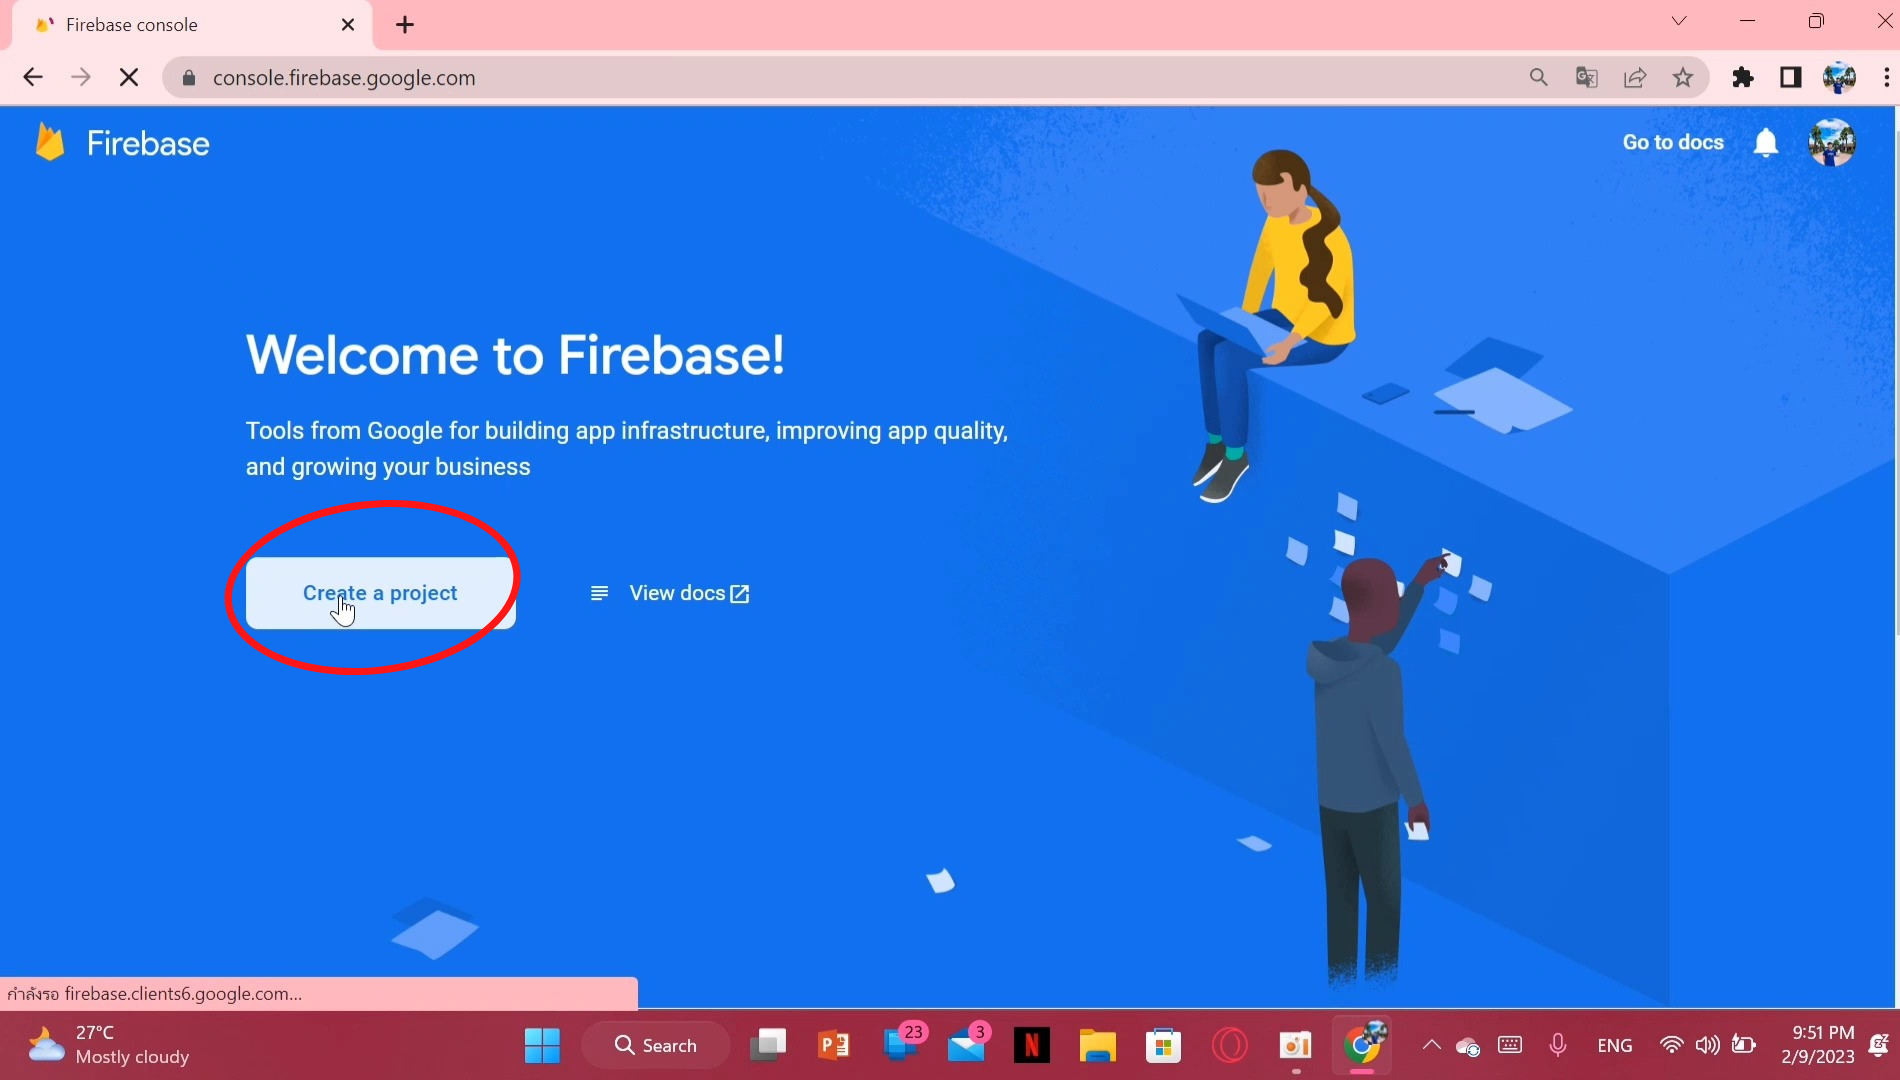 Firebase console
console.firebase.google.com
Firebase
Go to docs
Welcome to Firebase!
Tools from Google for building app infrastructure, improving app quality,
and growing your business
Create a project
View docs
กำลังรอ firebase.clients6.google.com...
27°C
Mostly cloudy
Search
23
3
N
ENG
9:51 PM
2/9/2023